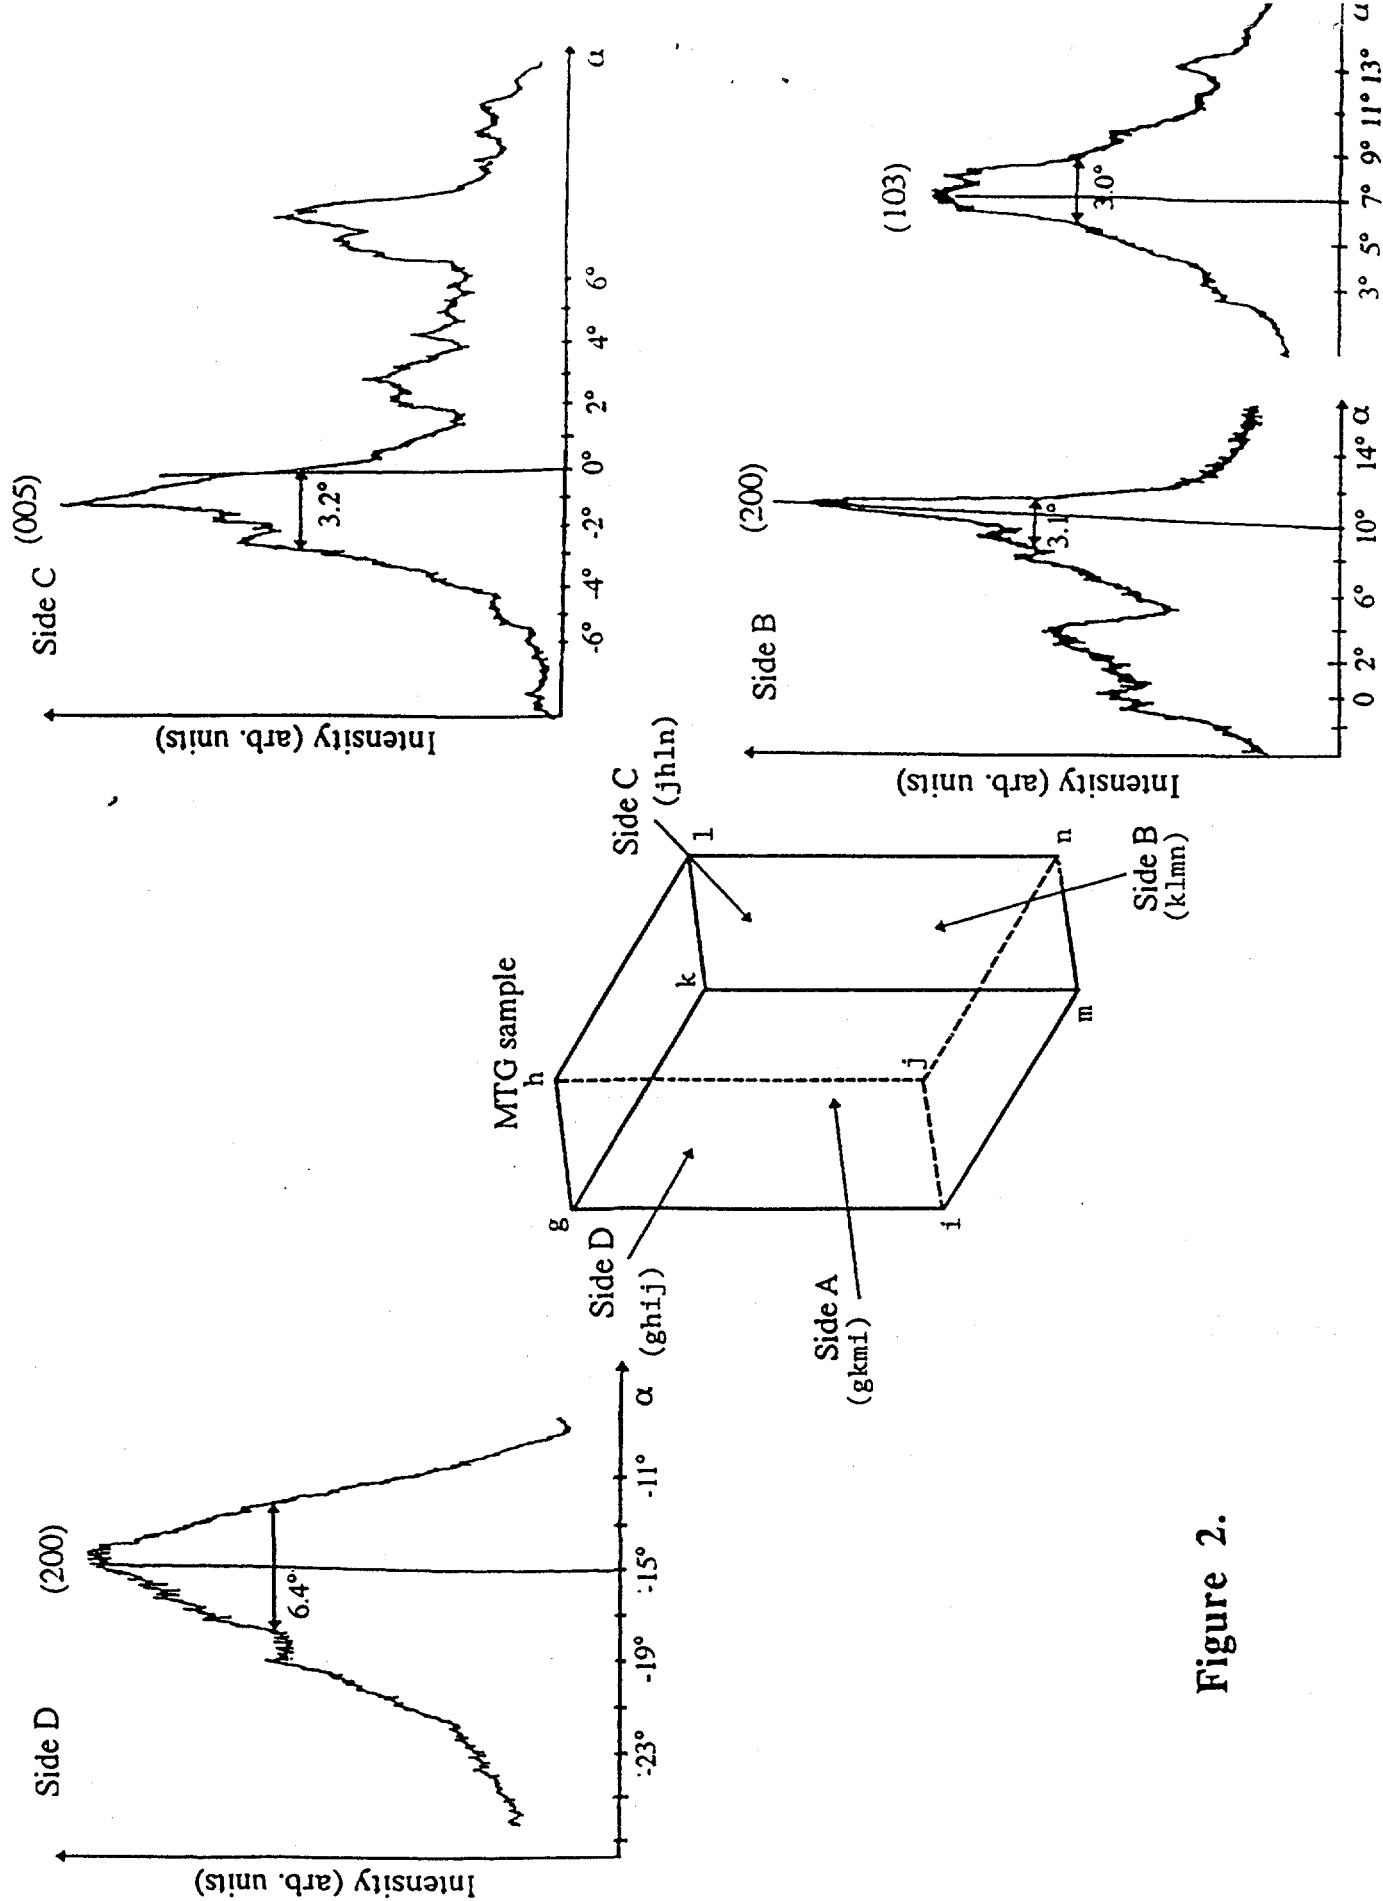 Side D
(200)
6.4°
-23°
-19°
-15°
-11°
α
Intensity (arb. units)
MTG sample
g
h
k
l
i
j
m
n
Side D
(ghij)
Side A
(gkmi)
Side C
(jhln)
Side B
(klmn)
Side C
(005)
3.2°
-6°
-4°
-2°
0°
2°
4°
6°
α
Intensity (arb. units)
Side B
(200)
3.1°
0
2°
6°
10°
14°
α
Intensity (arb. units)
(103)
3.0°
3°
5°
7°
9°
11°
13°
α
Figure 2.